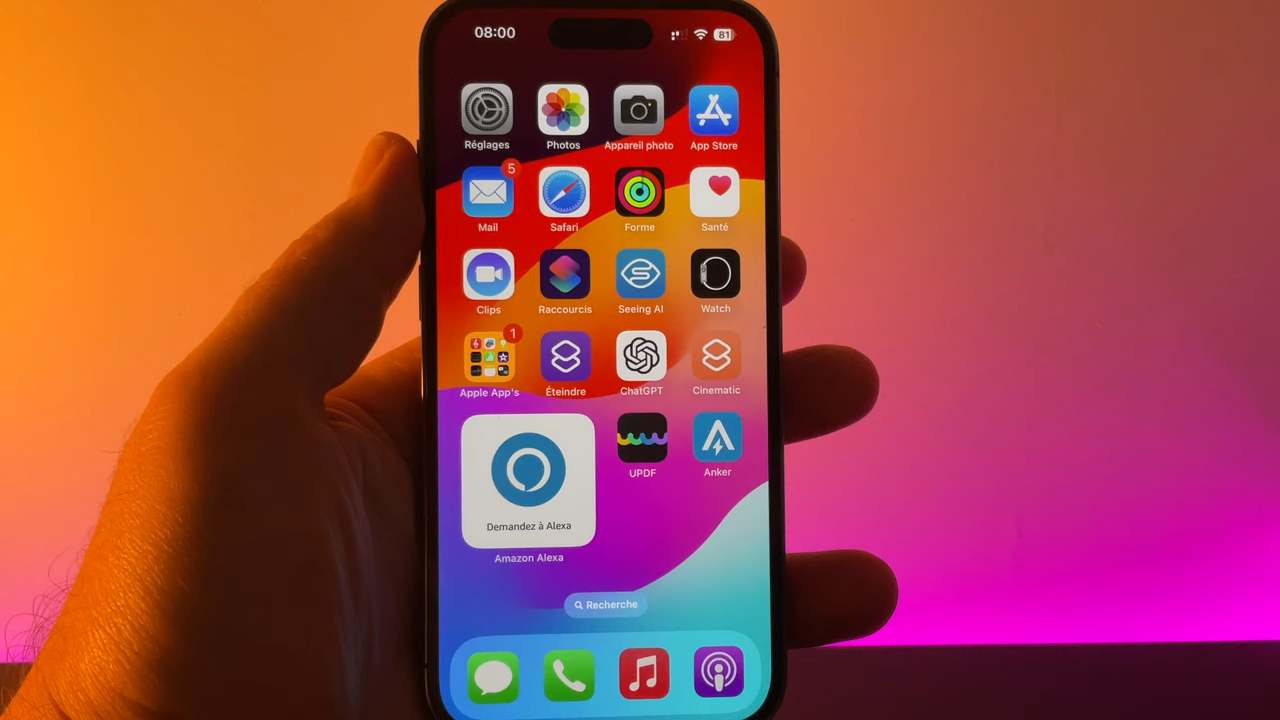 08:00
81
Réglages
Photos
Appareil photo
App Store
5
Mail
Safari
Forme
Santé
Clips
Raccourcis
Seeing AI
Watch
1
Apple App's
Éteindre
ChatGPT
Cinematic
Demandez à Alexa
Amazon Alexa
UPDF
Anker
Recherche